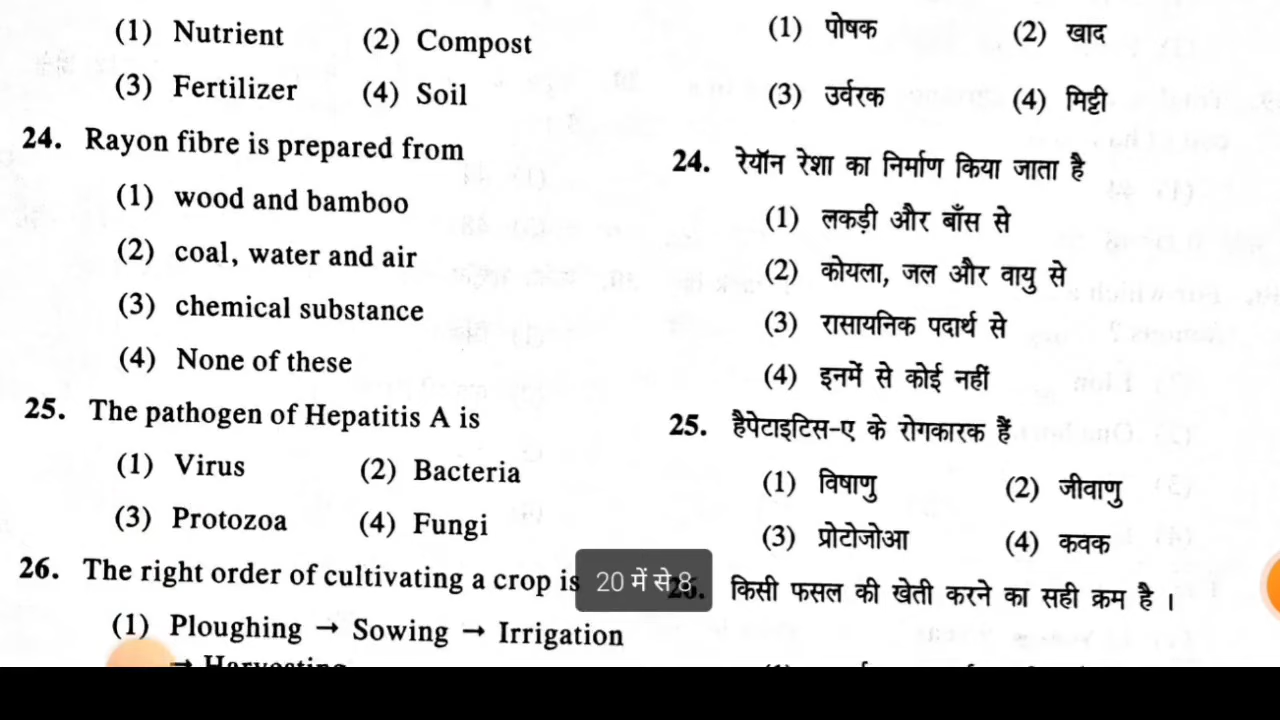 (1) Nutrient (2) Compost
(3) Fertilizer (4) Soil
24. Rayon fibre is prepared from
(1) wood and bamboo
(2) coal, water and air
(3) chemical substance
(4) None of these
25. The pathogen of Hepatitis A is
(1) Virus (2) Bacteria
(3) Protozoa (4) Fungi
26. The right order of cultivating a crop is
(1) Ploughing → Sowing → Irrigation
→ Harvesting
(1) पोषक (2) खाद
(3) उर्वरक (4) मिट्टी
24. रेयॉन रेशा का निर्माण किया जाता है
(1) लकड़ी और बाँस से
(2) कोयला, जल और वायु से
(3) रासायनिक पदार्थ से
(4) इनमें से कोई नहीं
25. हैपेटाइटिस-ए के रोगकारक हैं
(1) विषाणु (2) जीवाणु
(3) प्रोटोजोआ (4) कवक
26. किसी फसल की खेती करने का सही क्रम है ।
20 में से 8